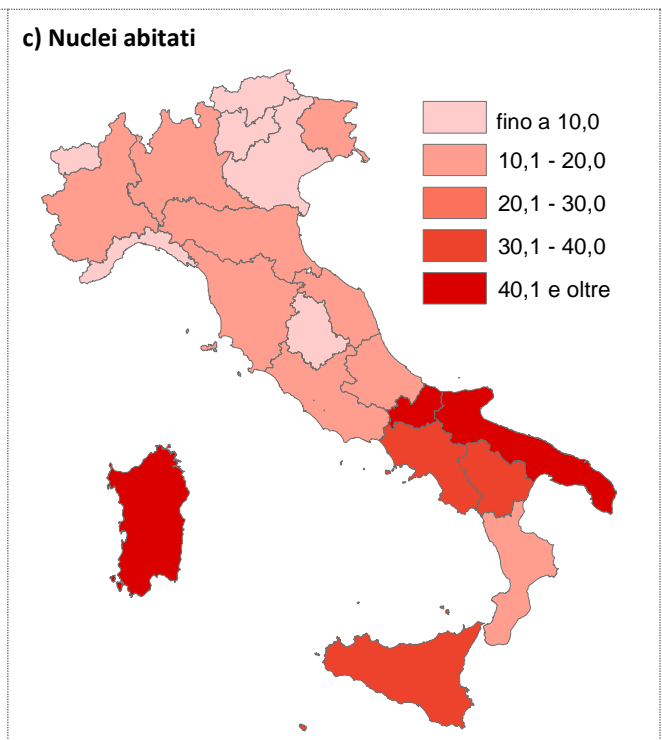 c) Nuclei abitati
fino a 10,0
10,1 - 20,0
20,1 - 30,0
30,1 - 40,0
40,1 e oltre